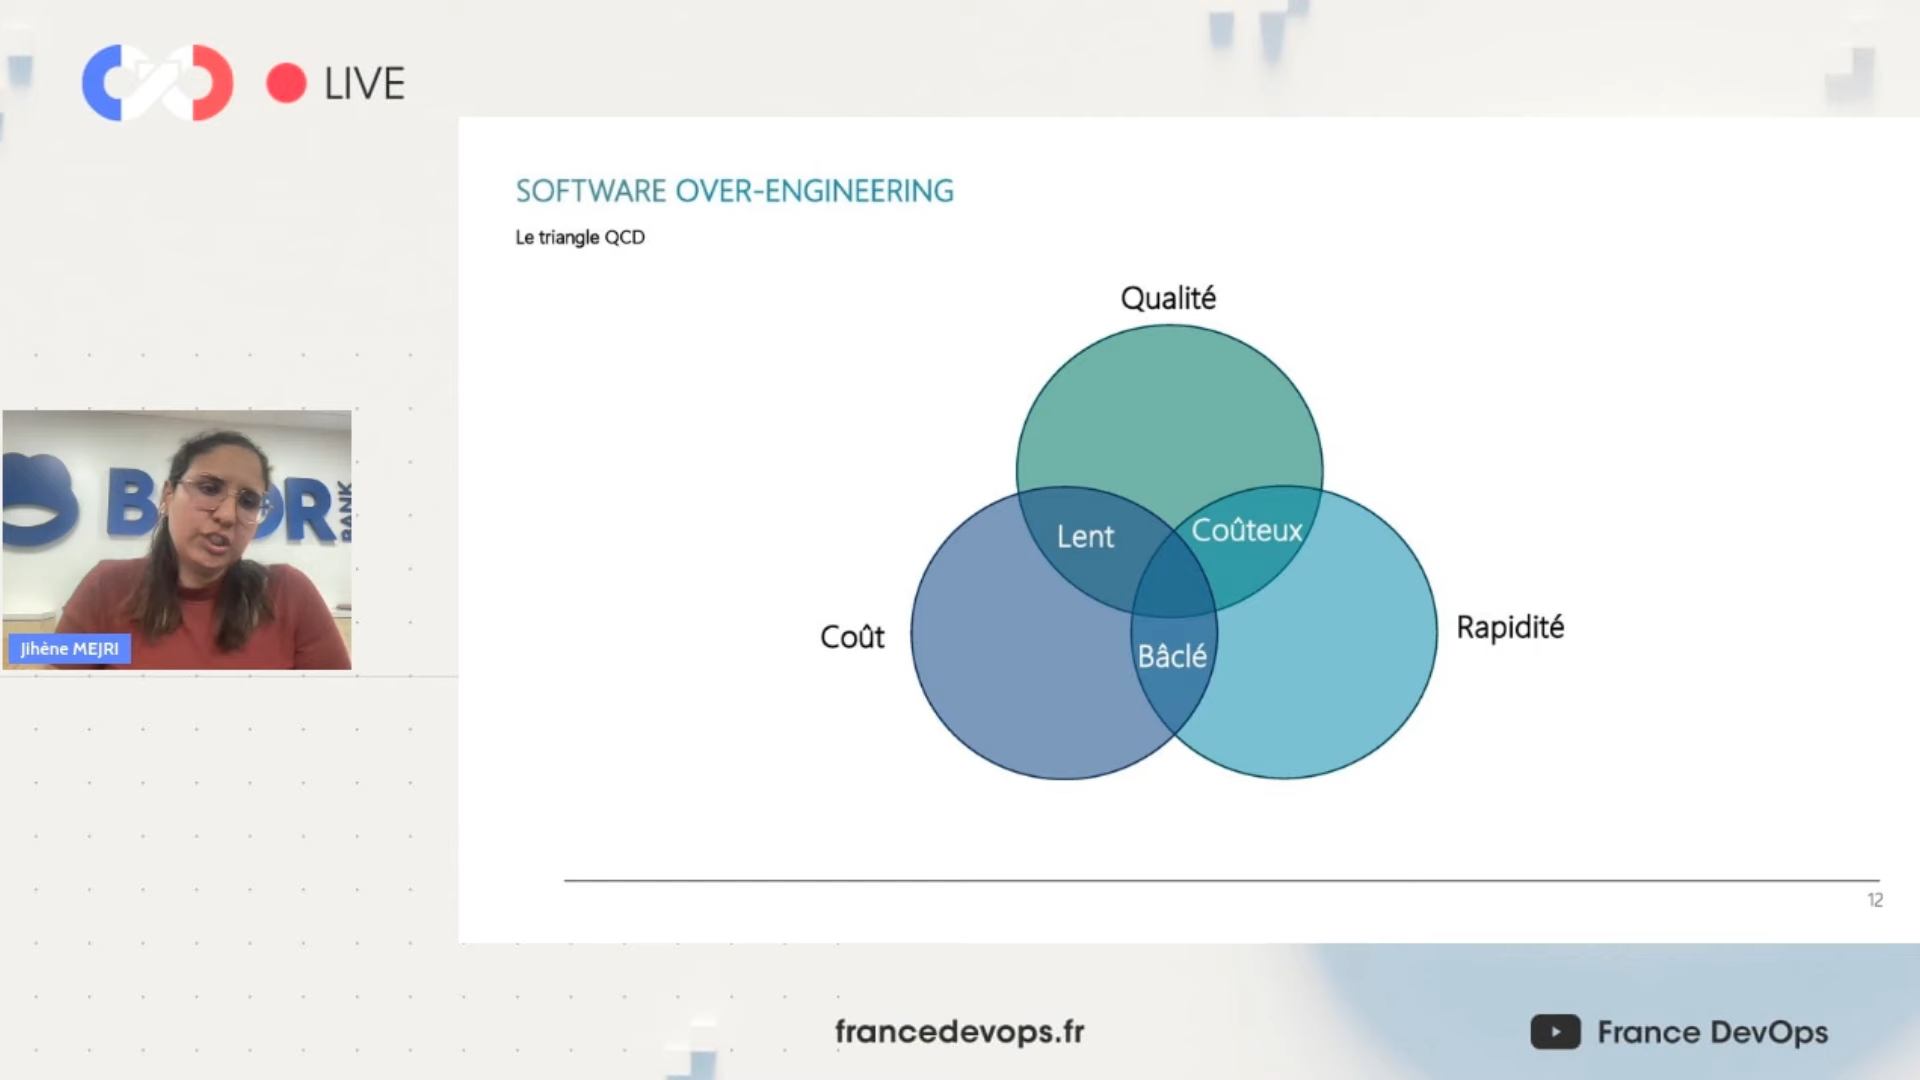 LIVE
SOFTWARE OVER-ENGINEERING
Le triangle QCD
Qualité
Lent
Coûteux
Coût
Bâclé
Rapidité
BANK
Jihène MEJRI
12
francedevops.fr
France DevOps